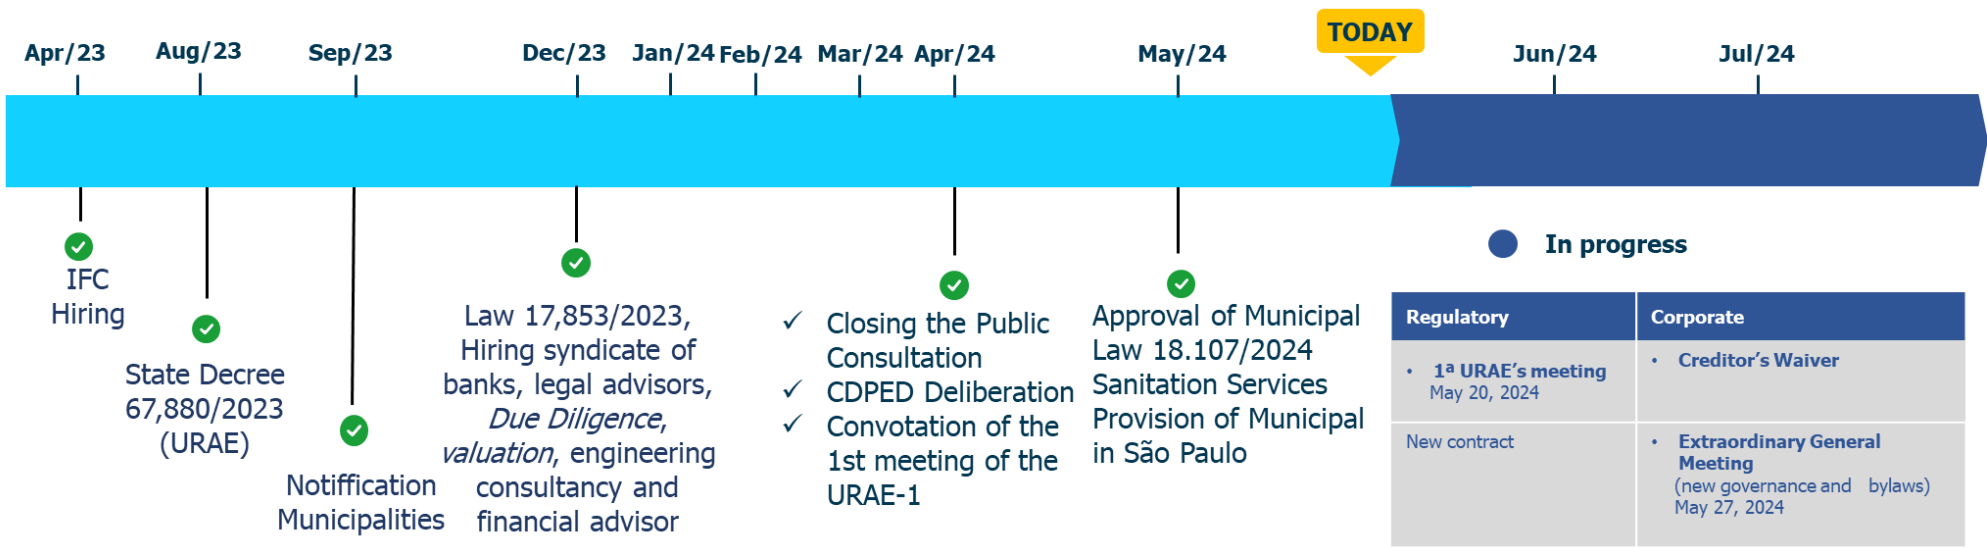 TODAY
Apr/23
Aug/23
Sep/23
Dec/23
Jan/24
Feb/24
Mar/24
Apr/24
May/24
Jun/24
Jul/24
IFC
Hiring
State Decree
67,880/2023
(URAE)
Notiffication
Municipalities
Law 17,853/2023,
Hiring syndicate of
banks, legal advisors,
Due Diligence,
valuation, engineering
consultancy and
financial advisor
✓ Closing the Public
Consultation
✓ CDPED Deliberation
✓ Convotation of the
1st meeting of the
URAE-1
Approval of Municipal
Law 18.107/2024
Sanitation Services
Provision of Municipal
in São Paulo
In progress
Regulatory
Corporate
• 1ª URAE’s meeting
May 20, 2024
• Creditor’s Waiver
New contract
• Extraordinary General
Meeting
(new governance and bylaws)
May 27, 2024